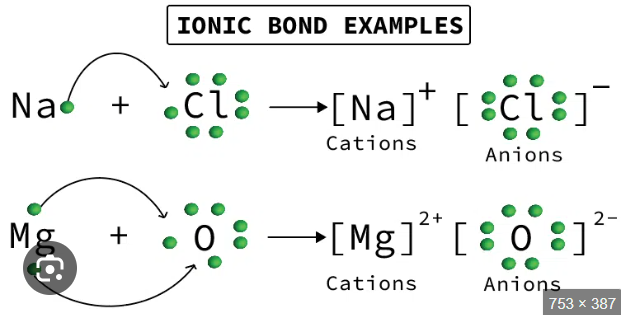 IONIC BOND EXAMPLES
Na + Cl [Na]+ [Cl]−
Cations Anions
Mg + O [Mg]2+ [O]2−
Cations Anions
753 × 387